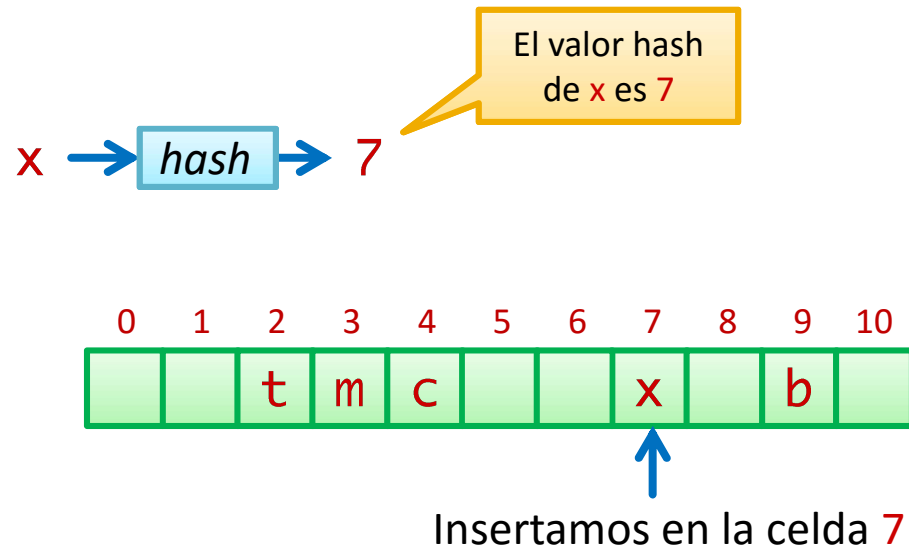 El valor hash
de x es 7
x hash 7
0 1 2 3 4 5 6 7 8 9 10
t m c x b
Insertamos en la celda 7